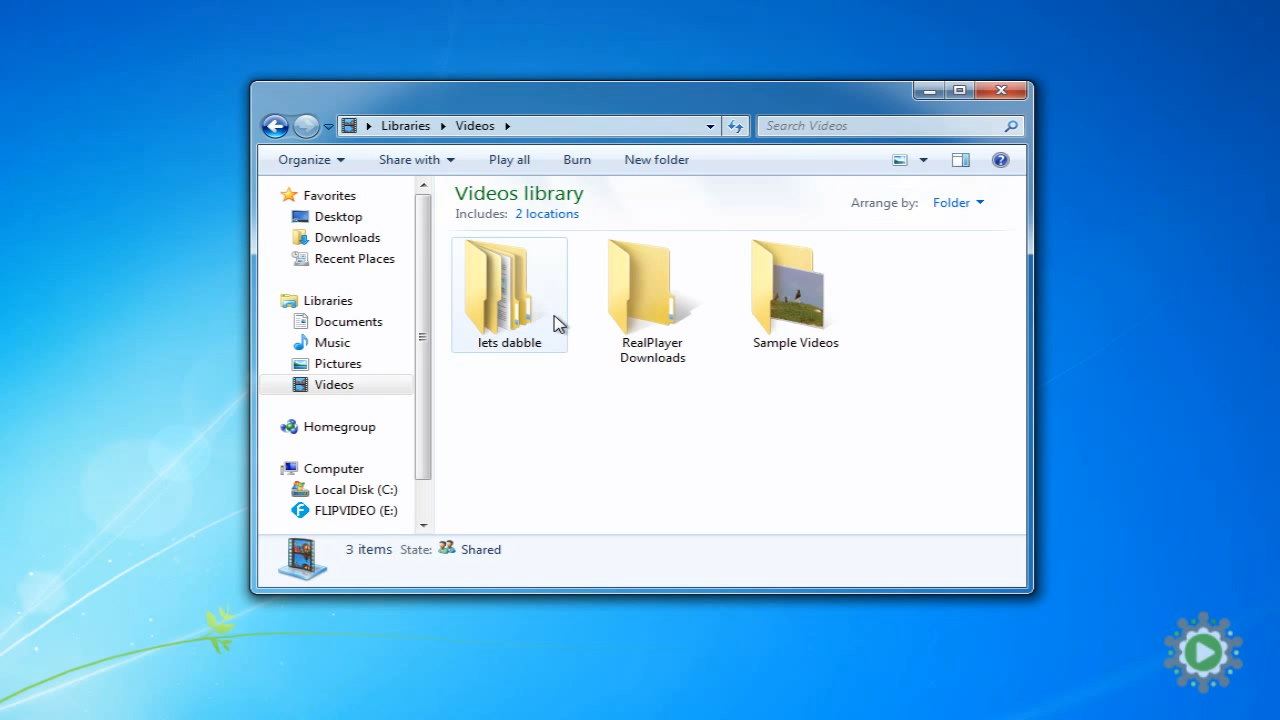 Libraries Videos
Search Videos
Organize Share with Play all Burn New folder
Favorites
Desktop
Downloads
Recent Places
Libraries
Documents
Music
Pictures
Videos
Homegroup
Computer
Local Disk (C:)
FLIPVIDEO (E:)
Videos library
Includes: 2 locations
Arrange by: Folder
lets dabble
RealPlayer
Downloads
Sample Videos
3 items State: Shared